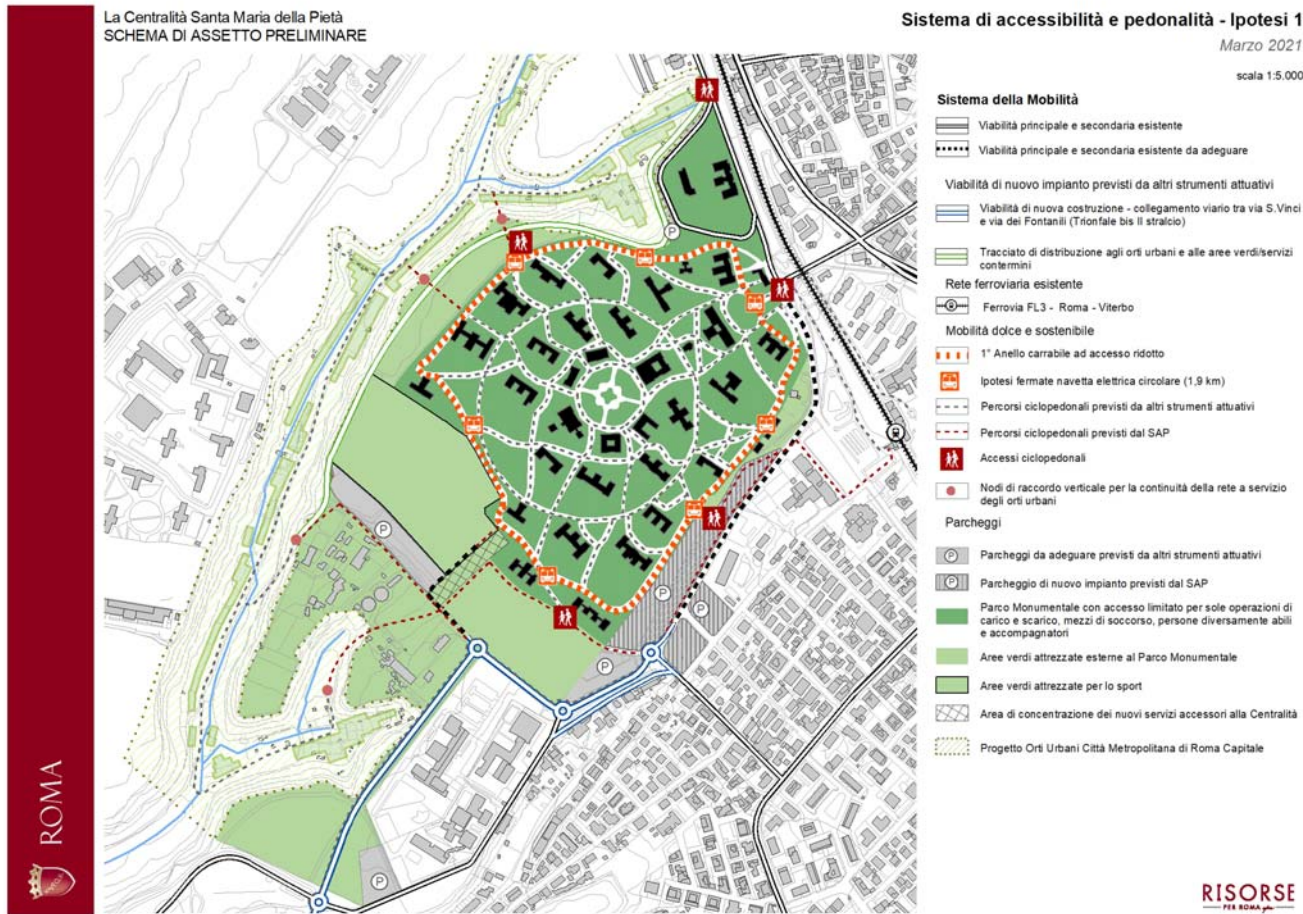 La Centralità Santa Maria della Pietà
SCHEMA DI ASSETTO PRELIMINARE
Sistema di accessibilità e pedonalità - Ipotesi 1
Marzo 2021
scala 1:5.000
Sistema della Mobilità
Viabilità principale e secondaria esistente
Viabilità principale e secondaria esistente da adeguare
Viabilità di nuovo impianto previsti da altri strumenti attuativi
Viabilità di nuova costruzione - collegamento viario tra via S.Vinci
e via dei Fontanili (Trionfale bis II stralcio)
Tracciato di distribuzione agli orti urbani e alle aree verdi/servizi
contermini
Rete ferroviaria esistente
Ferrovia FL3 - Roma - Viterbo
Mobilità dolce e sostenibile
1° Anello carrabile ad accesso ridotto
Ipotesi fermate navetta elettrica circolare (1,9 km)
Percorsi ciclopedonali previsti da altri strumenti attuativi
Percorsi ciclopedonali previsti dal SAP
Accessi ciclopedonali
Nodi di raccordo verticale per la continuità della rete a servizio
degli orti urbani
Parcheggi
P Parcheggi da adeguare previsti da altri strumenti attuativi
P Parcheggio di nuovo impianto previsti dal SAP
Parco Monumentale con accesso limitato per sole operazioni di
carico e scarico, mezzi di soccorso, persone diversamente abili
e accompagnatori
Aree verdi attrezzate esterne al Parco Monumentale
Aree verdi attrezzate per lo sport
Area di concentrazione dei nuovi servizi accessori alla Centralità
Progetto Orti Urbani Città Metropolitana di Roma Capitale
P
P
P
P
P
P
ROMA
RISORSE
PER ROMA